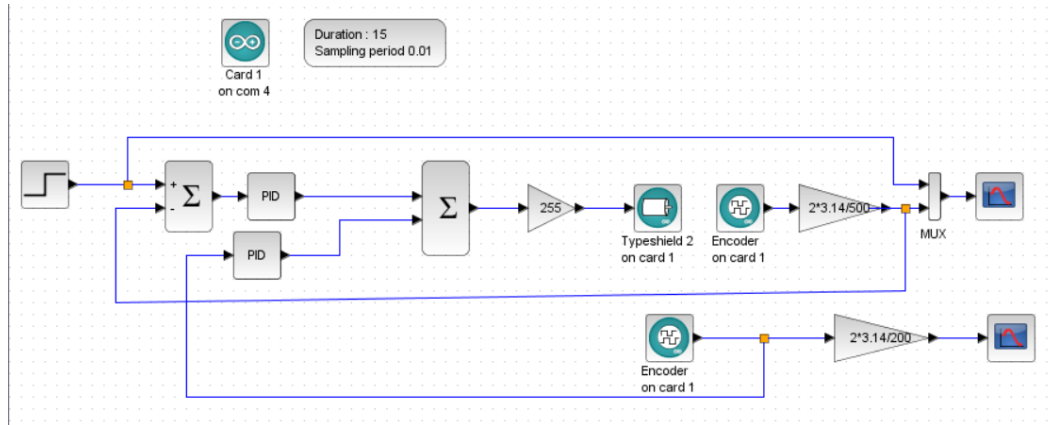 Duration : 15
Sampling period 0.01
Card 1
on com 4
+
-
Σ
PID
Σ
255
Typeshield 2
on card 1
Encoder
on card 1
2*3.14/500
MUX
PID
Encoder
on card 1
2*3.14/200